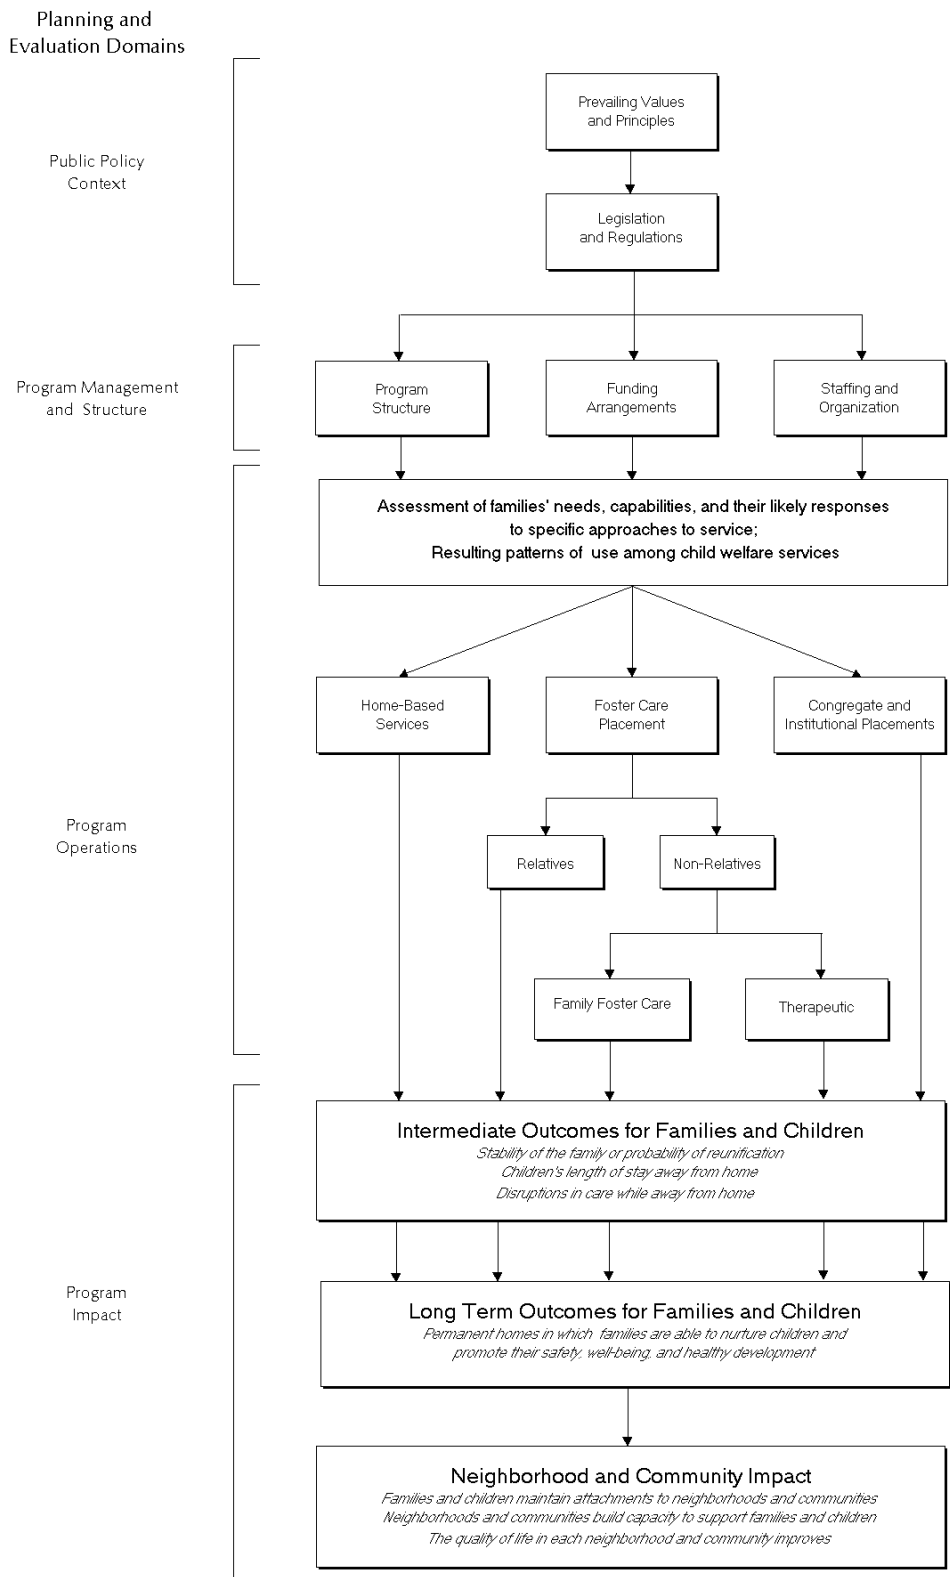 Planning and
Evaluation Domains
Public Policy
Context
Prevailing Values
and Principles
Legislation
and Regulations
Program Management
and Structure
Program
Structure
Funding
Arrangements
Staffing and
Organization
Assessment of families' needs, capabilities, and their likely responses
to specific approaches to service;
Resulting patterns of use among child welfare services
Program
Operations
Home-Based
Services
Foster Care
Placement
Congregate and
Institutional Placements
Relatives
Non-Relatives
Family Foster Care
Therapeutic
Program
Impact
Intermediate Outcomes for Families and Children
Stability of the family or probability of reunification
Children's length of stay away from home
Disruptions in care while away from home
Long Term Outcomes for Families and Children
Permanent homes in which families are able to nurture children and
promote their safety, well-being, and healthy development
Neighborhood and Community Impact
Families and children maintain attachments to neighborhoods and communities
Neighborhoods and communities build capacity to support families and children
The quality of life in each neighborhood and community improves